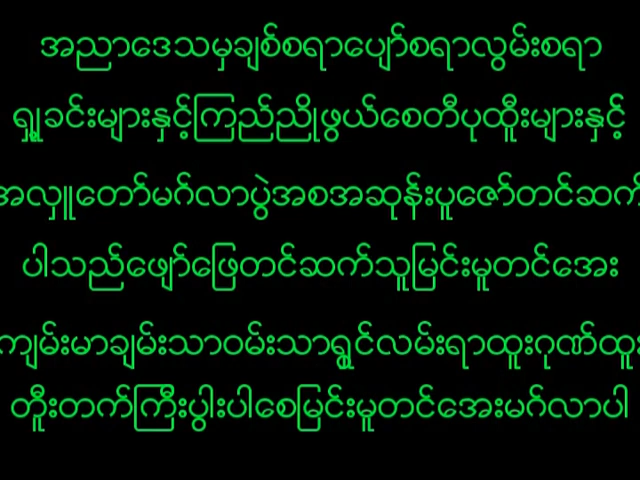 အညာဒေသမှချစ်စရာပျော်စရာလွမ်းစရာ
ရှုခင်းများနှင့်ကြည်ညိုဖွယ်စေတီပုထိူးများနှင့်
အလှူတော်မင်္ဂလာပွဲအစအဆုန်းပူဇော်တင်ဆက်
ပါသည်ဖျော်ဖြေတင်ဆက်သူမြင်းမူတင်အေး
ကျမ်းမာချမ်းသာဝမ်းသာရွှင်လမ်းရာထူးဂုဏ်ထူး
တိူးတက်ကြီးပွါးပါစေမြင်းမူတင်အေးမင်္ဂလာပါ